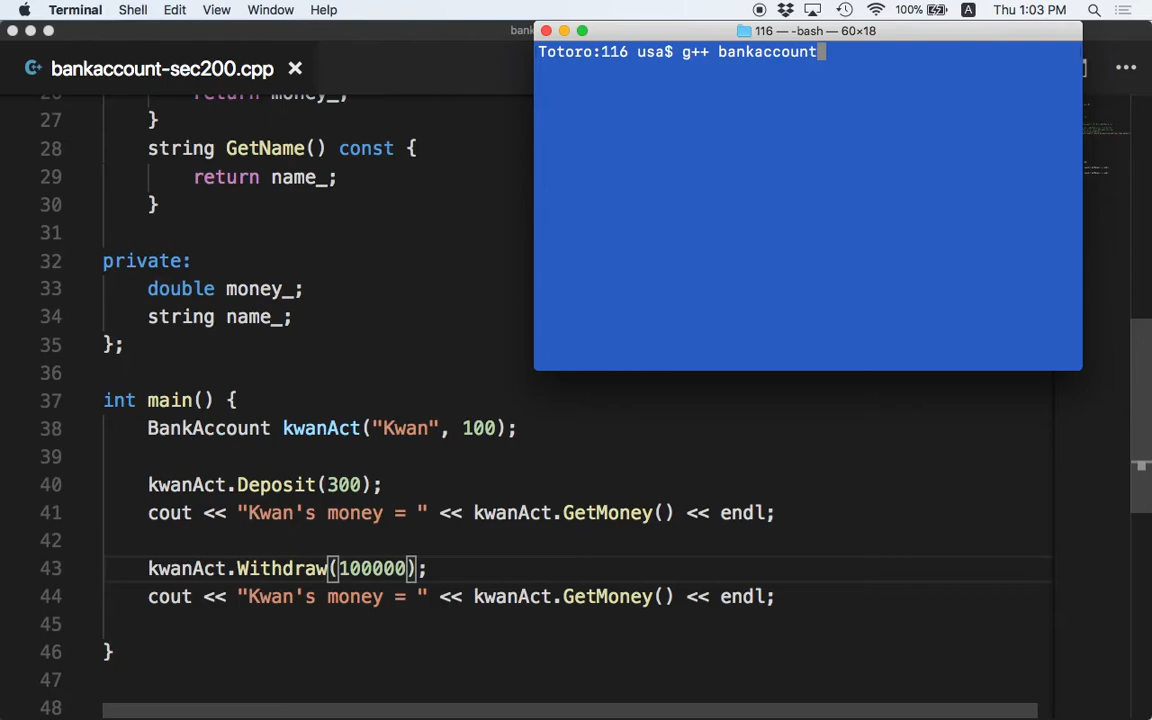 Terminal Shell Edit View Window Help 100% A Thu 1:03 PM
bank
116 — -bash — 60×18
Totoro:116 usa$ g++ bankaccount
bankaccount-sec200.cpp
return money_;
27 }
28 string GetName() const {
29 return name_;
30 }
31
32 private:
33 double money_;
34 string name_;
35 };
36
37 int main() {
38 BankAccount kwanAct("Kwan", 100);
39
40 kwanAct.Deposit(300);
41 cout << "Kwan's money = " << kwanAct.GetMoney() << endl;
42
43 kwanAct.Withdraw(100000);
44 cout << "Kwan's money = " << kwanAct.GetMoney() << endl;
45
46 }
47
48